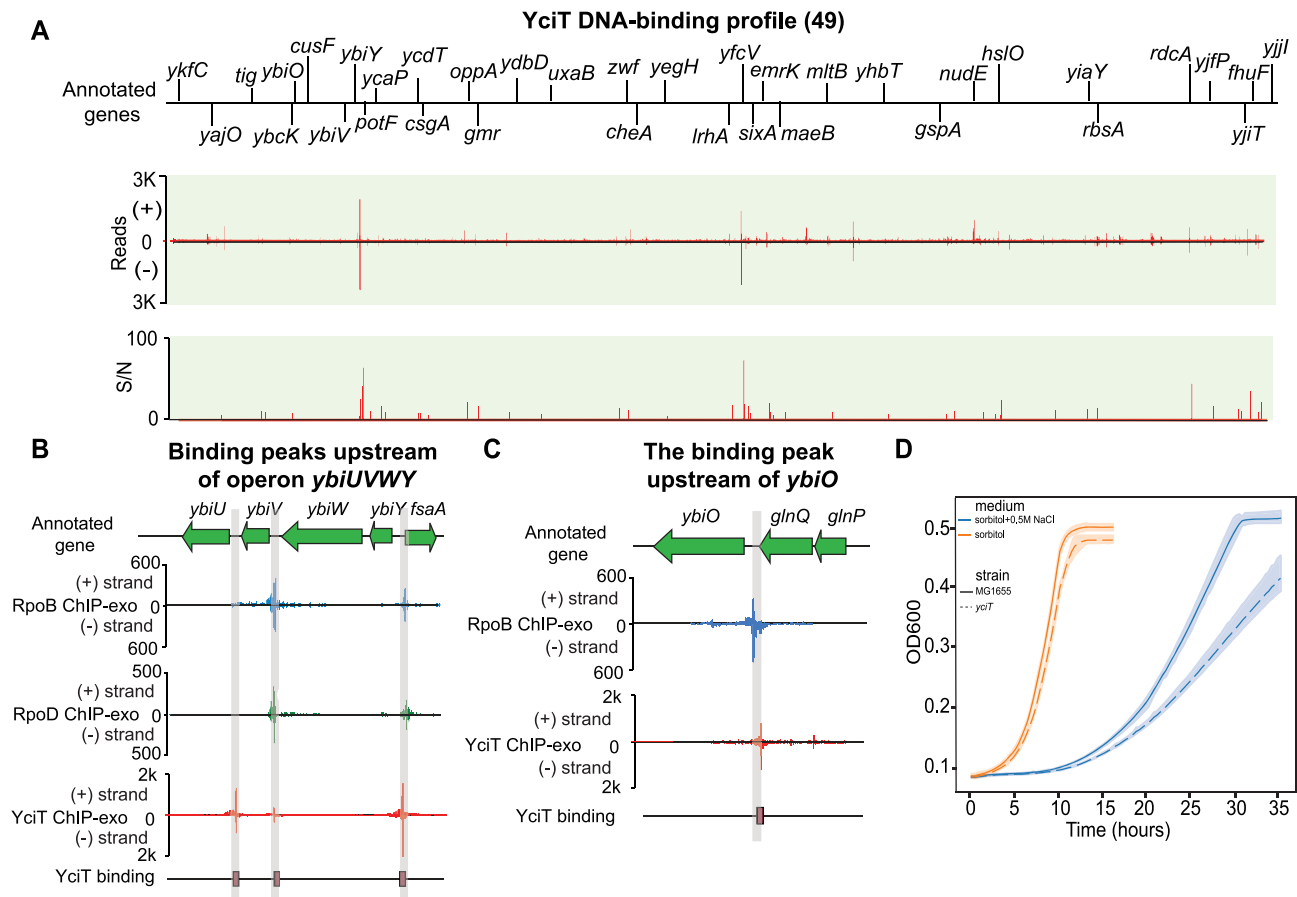 YciT DNA-binding profile (49)
A
cusF ybiY ycdT yfcV hslO rdcA yjjI
ykfC tig ybiO ycaP oppA ydbD uxaB zwf yegH emrK mltB yhbT nudE yiaY yjfP fhuF
Annotated
genes
yajO ybcK ybiV potF csgA gmr cheA lrhA sixA maeB gspA rbsA yjiT
3K
(+)
Reads
0
(-)
3K
100
S/N
0
B
Binding peaks upstream
of operon ybiUVWY
ybiU ybiV ybiW ybiY fsaA
Annotated
gene
600
(+) strand
RpoB ChIP-exo 0
(-) strand
600
500
(+) strand
RpoD ChIP-exo 0
(-) strand
500
2k
(+) strand
YciT ChIP-exo 0
(-) strand
2k
YciT binding
C
The binding peak
upstream of ybiO
ybiO glnQ glnP
Annotated
gene
600
(+) strand
RpoB ChIP-exo 0
(-) strand
600
2k
(+) strand
YciT ChIP-exo 0
(-) strand
2k
YciT binding
D
medium
sorbitol+0,5M NaCl
sorbitol
strain
MG1655
yciT
OD600
0.5
0.4
0.3
0.2
0.1
0 5 10 15 20 25 30 35
Time (hours)